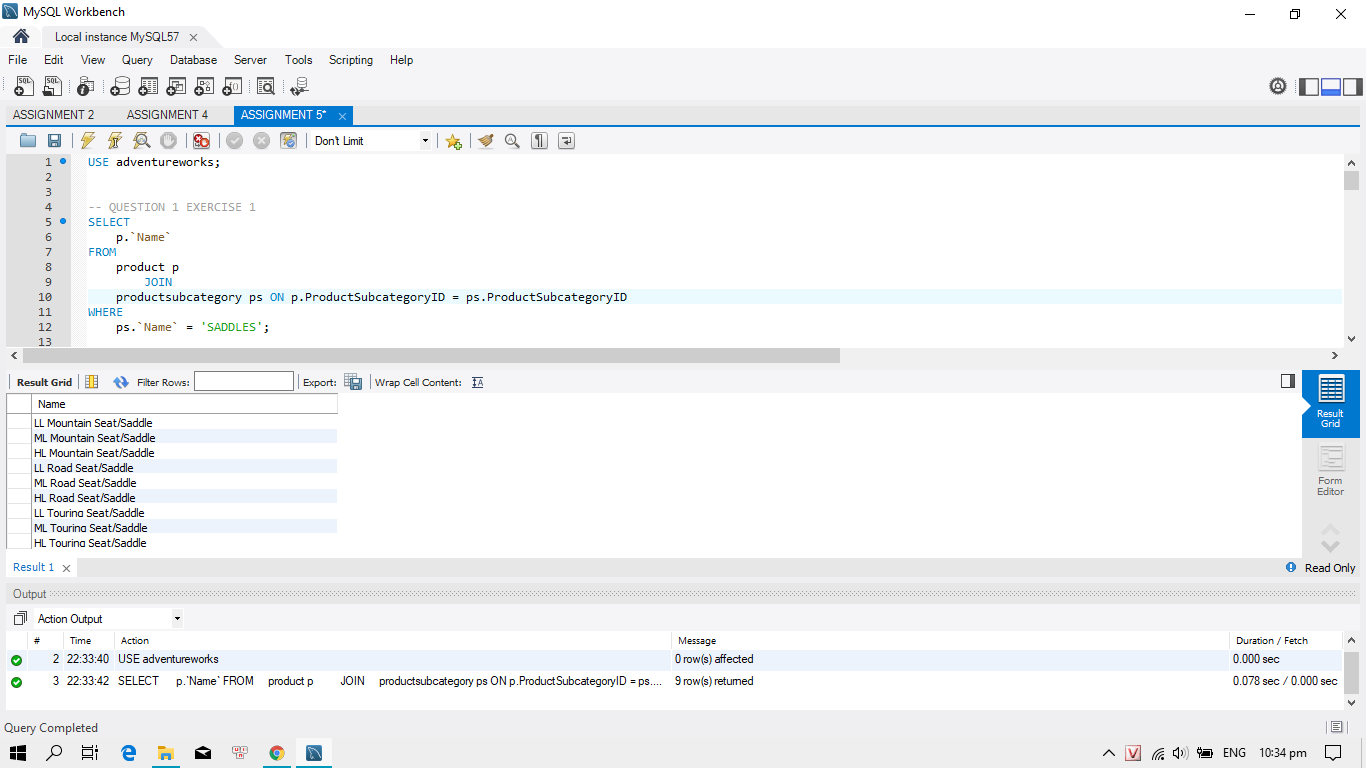 MySQL Workbench
Local instance MySQL57
File Edit View Query Database Server Tools Scripting Help
ASSIGNMENT 2 ASSIGNMENT 4 ASSIGNMENT 5*
Don't Limit
1 USE adventureworks;
2
3
4 -- QUESTION 1 EXERCISE 1
5 SELECT
6 p.`Name`
7 FROM
8 product p
9 JOIN
10 productsubcategory ps ON p.ProductSubcategoryID = ps.ProductSubcategoryID
11 WHERE
12 ps.`Name` = 'SADDLES';
13
Result Grid Filter Rows: Export: Wrap Cell Content:
Name
LL Mountain Seat/Saddle
ML Mountain Seat/Saddle
HL Mountain Seat/Saddle
LL Road Seat/Saddle
ML Road Seat/Saddle
HL Road Seat/Saddle
LL Touring Seat/Saddle
ML Touring Seat/Saddle
HL Touring Seat/Saddle
Result
Grid
Form
Editor
Result 1 Read Only
Output
Action Output
# Time Action Message Duration / Fetch
2 22:33:40 USE adventureworks 0 row(s) affected 0.000 sec
3 22:33:42 SELECT p.`Name` FROM product p JOIN productsubcategory ps ON p.ProductSubcategoryID = ps.... 9 row(s) returned 0.078 sec / 0.000 sec
Query Completed
ENG 10:34 pm